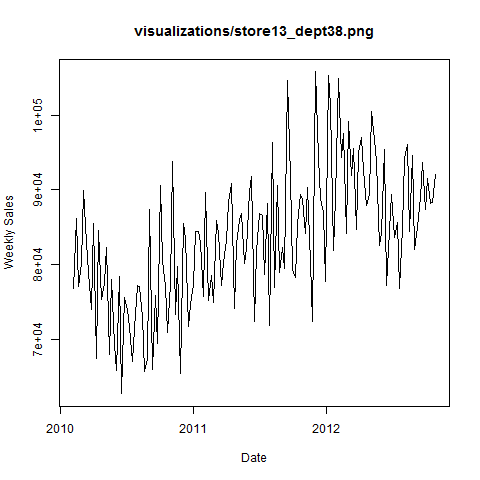 visualizations/store13_dept38.png
1e+05
9e+04
8e+04
7e+04
Weekly Sales
2010
2011
2012
Date